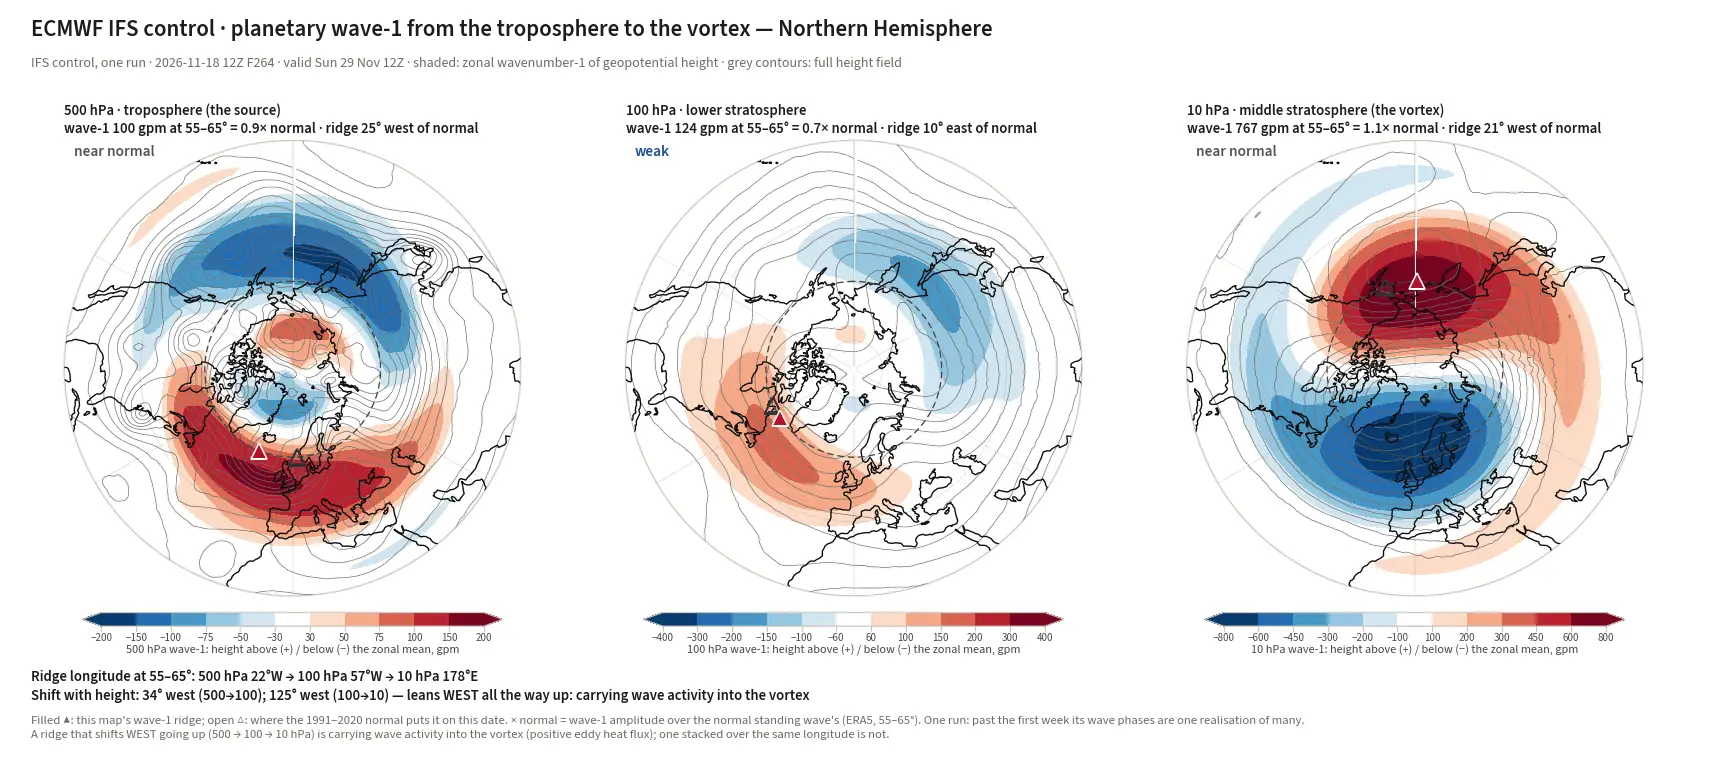 ECMWF IFS control · planetary wave-1 from the troposphere to the vortex — Northern Hemisphere
IFS control, one run · 2026-11-18 12Z F264 · valid Sun 29 Nov 12Z · shaded: zonal wavenumber-1 of geopotential height · grey contours: full height field
500 hPa · troposphere (the source)
wave-1 100 gpm at 55–65° = 0.9× normal · ridge 25° west of normal
near normal
100 hPa · lower stratosphere
wave-1 124 gpm at 55–65° = 0.7× normal · ridge 10° east of normal
weak
10 hPa · middle stratosphere (the vortex)
wave-1 767 gpm at 55–65° = 1.1× normal · ridge 21° west of normal
near normal
−200 −150 −100 −75 −50 −30 30 50 75 100 150 200
500 hPa wave-1: height above (+) / below (−) the zonal mean, gpm
−400 −300 −200 −150 −100 −60 60 100 150 200 300 400
100 hPa wave-1: height above (+) / below (−) the zonal mean, gpm
−800 −600 −450 −300 −200 −100 100 200 300 450 600 800
10 hPa wave-1: height above (+) / below (−) the zonal mean, gpm
Ridge longitude at 55–65°: 500 hPa 22°W → 100 hPa 57°W → 10 hPa 178°E
Shift with height: 34° west (500→100); 125° west (100→10) — leans WEST all the way up: carrying wave activity into the vortex
Filled ▲: this map's wave-1 ridge; open △: where the 1991–2020 normal puts it on this date. × normal = wave-1 amplitude over the normal standing wave's (ERA5, 55–65°). One run: past the first week its wave phases are one realisation of many.
A ridge that shifts WEST going up (500 → 100 → 10 hPa) is carrying wave activity into the vortex (positive eddy heat flux); one stacked over the same longitude is not.